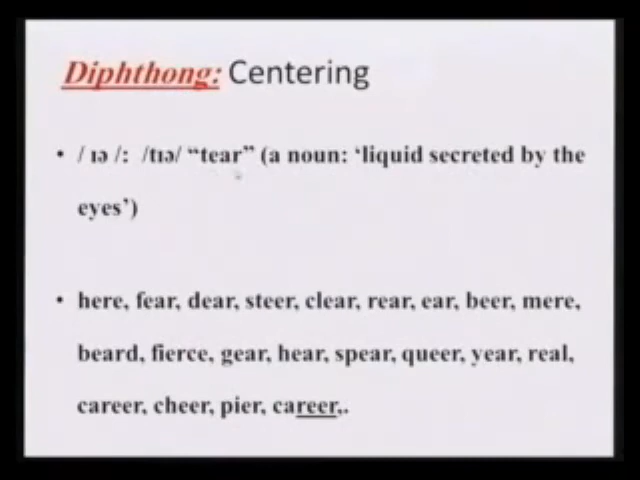 Diphthong: Centering
• / ɪə /: /tɪə/ “tear” (a noun: ‘liquid secreted by the
eyes’)
• here, fear, dear, steer, clear, rear, ear, beer, mere,
beard, fierce, gear, hear, spear, queer, year, real,
career, cheer, pier, career,.